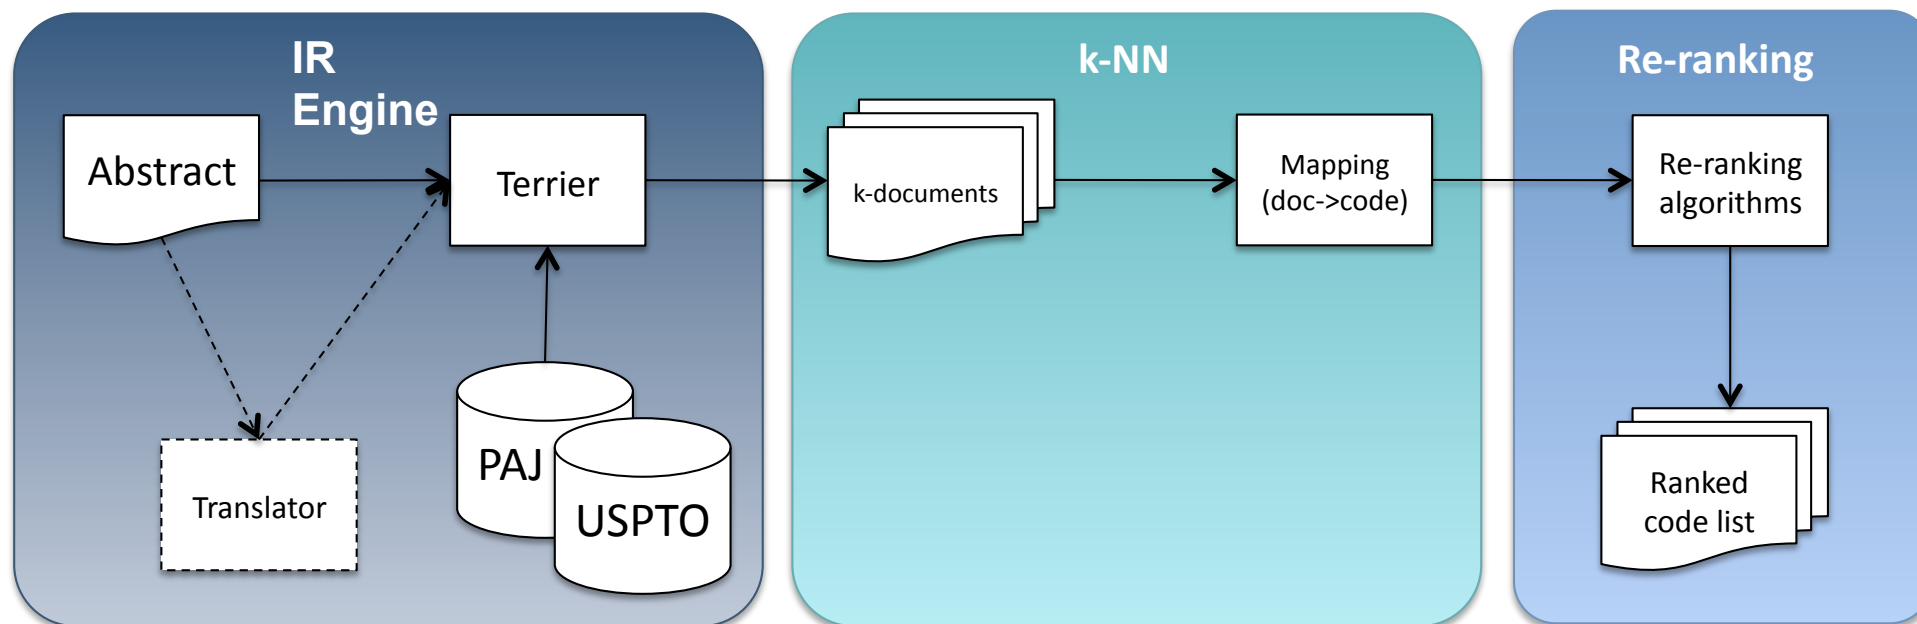 IR
Engine
Abstract
Terrier
Translator
PAJ
USPTO
k-NN
k-documents
Mapping
(doc->code)
Re-ranking
Re-ranking
algorithms
Ranked
code list